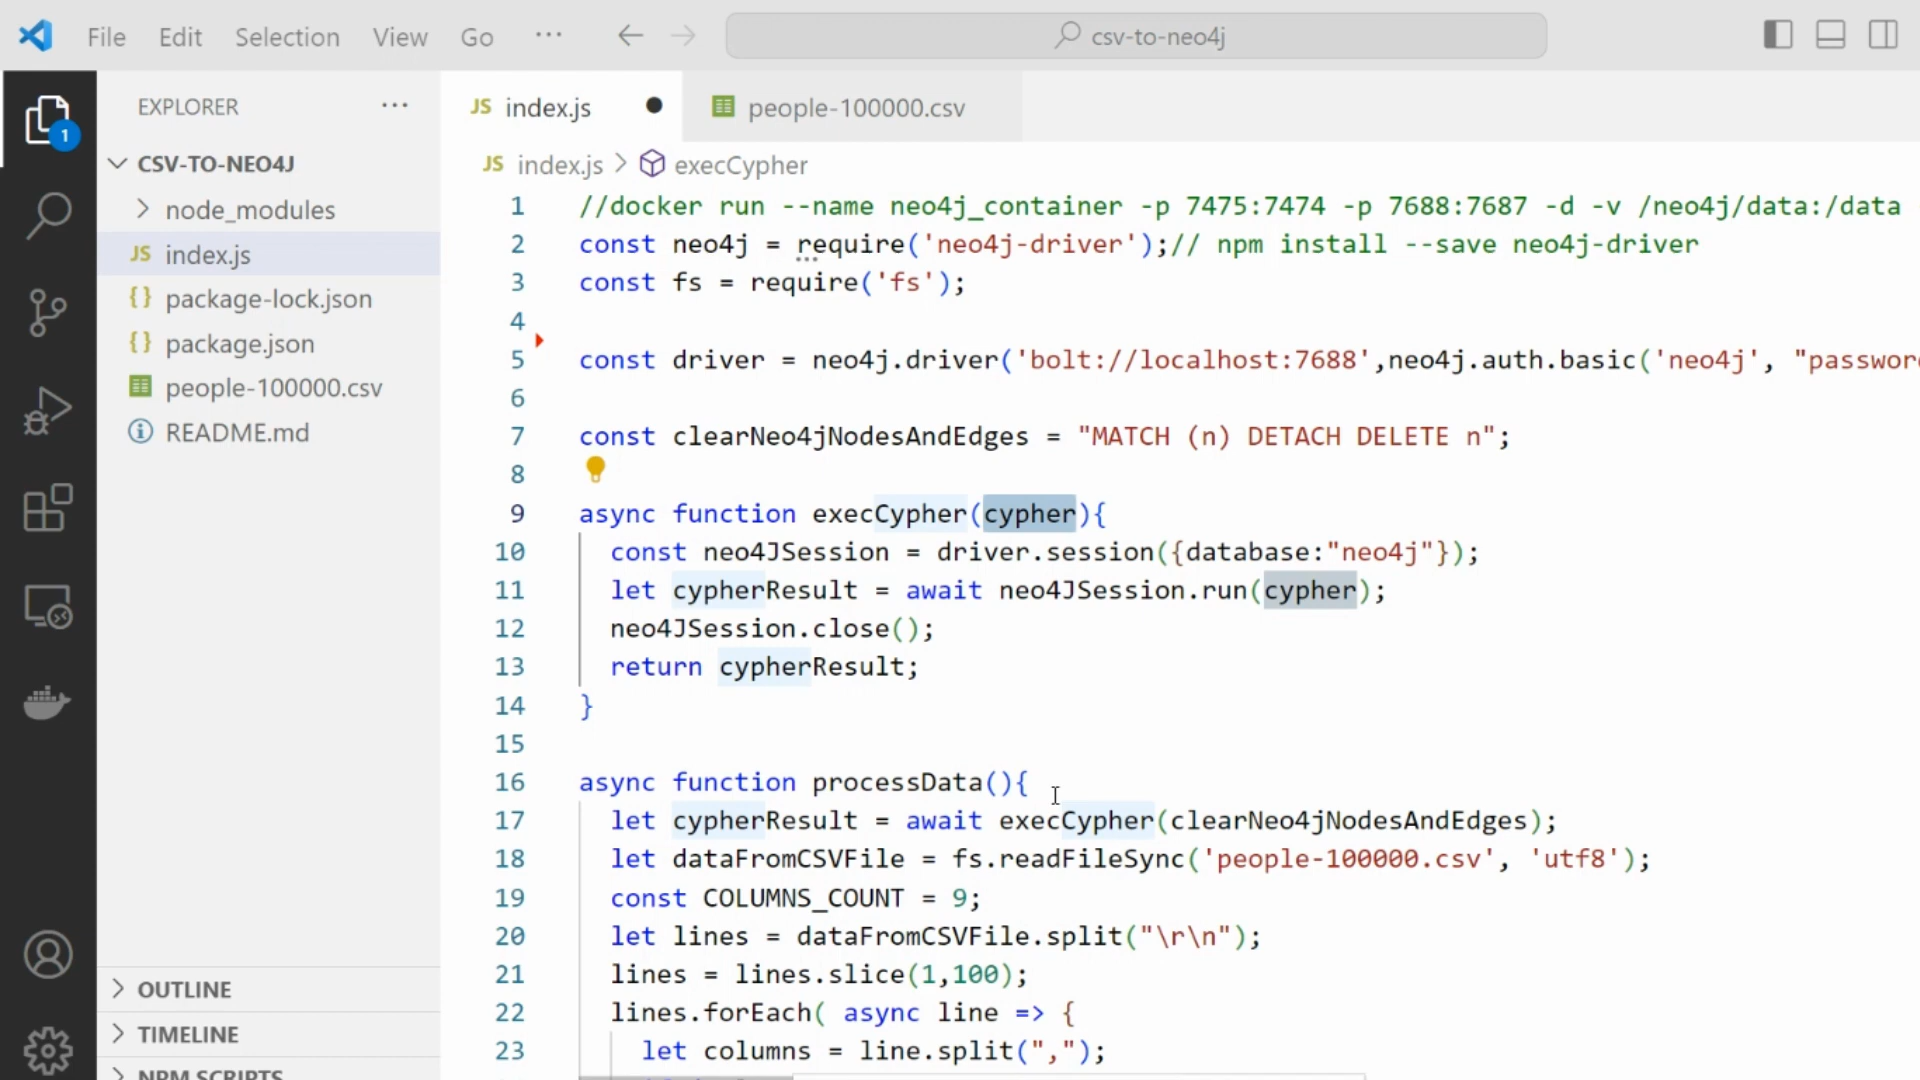 File Edit Selection View Go ··· csv-to-neo4j
EXPLORER ···
1
CSV-TO-NEO4J
node_modules
JS index.js
{} package-lock.json
{} package.json
people-100000.csv
README.md
OUTLINE
TIMELINE
NPM SCRIPTS
JS index.js people-100000.csv
JS index.js > execCypher
1 //docker run --name neo4j_container -p 7475:7474 -p 7688:7687 -d -v /neo4j/data:/data
2 const neo4j = require('neo4j-driver');// npm install --save neo4j-driver
3 const fs = require('fs');
4
5 const driver = neo4j.driver('bolt://localhost:7688',neo4j.auth.basic('neo4j', "passwor
6
7 const clearNeo4jNodesAndEdges = "MATCH (n) DETACH DELETE n";
8
9 async function execCypher(cypher){
10 const neo4JSession = driver.session({database:"neo4j"});
11 let cypherResult = await neo4JSession.run(cypher);
12 neo4JSession.close();
13 return cypherResult;
14 }
15
16 async function processData(){
17 let cypherResult = await execCypher(clearNeo4jNodesAndEdges);
18 let dataFromCSVFile = fs.readFileSync('people-100000.csv', 'utf8');
19 const COLUMNS_COUNT = 9;
20 let lines = dataFromCSVFile.split("\r\n");
21 lines = lines.slice(1,100);
22 lines.forEach( async line => {
23 let columns = line.split(",");